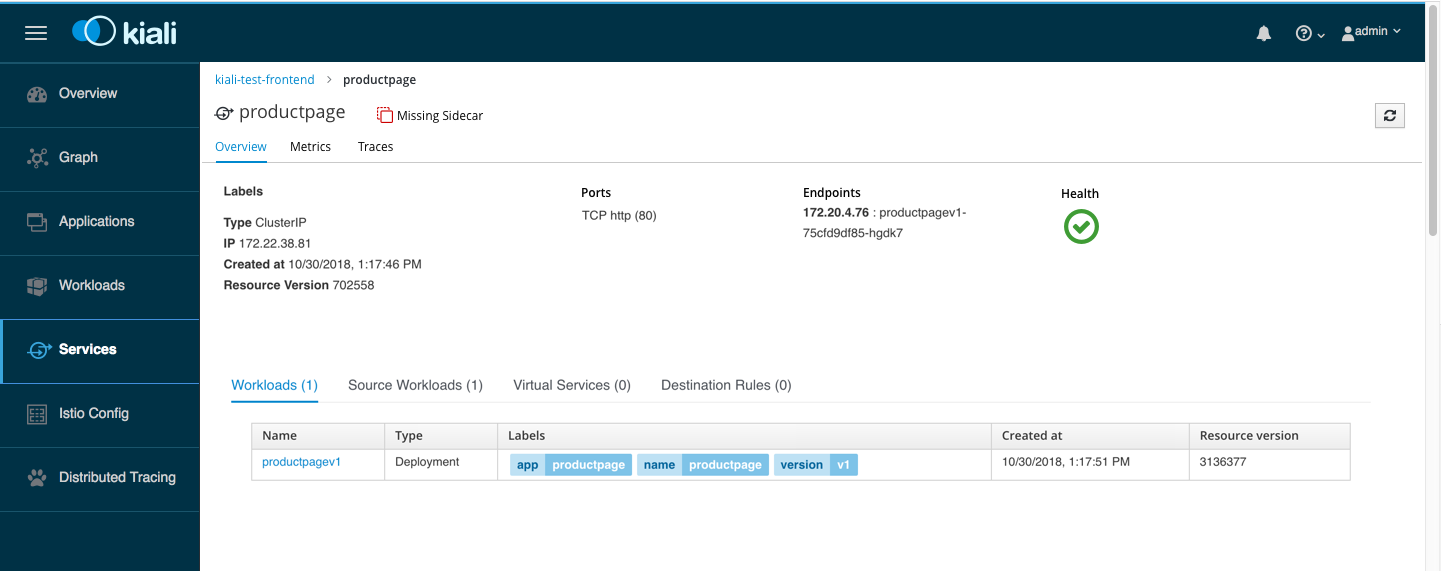 kiali
admin
Overview
Graph
Applications
Workloads
Services
Istio Config
Distributed Tracing
kiali-test-frontend > productpage
productpage Missing Sidecar
Overview Metrics Traces
Labels
Type ClusterIP
IP 172.22.38.81
Created at 10/30/2018, 1:17:46 PM
Resource Version 702558
Ports
TCP http (80)
Endpoints
172.20.4.76 : productpagev1-
75cfd9df85-hgdk7
Health
Workloads (1) Source Workloads (1) Virtual Services (0) Destination Rules (0)
Name Type Labels Created at Resource version
productpagev1 Deployment app productpage name productpage version v1 10/30/2018, 1:17:51 PM 3136377